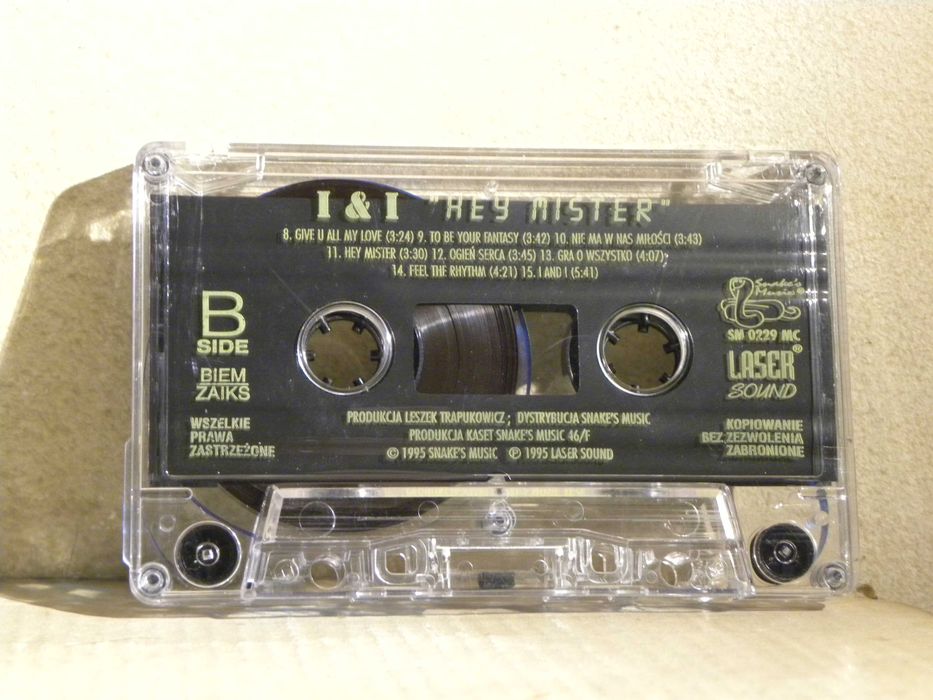 I & I "HEY MISTER"
8. GIVE U ALL MY LOVE (3:24) 9. TO BE YOUR FANTASY (3:42) 10. NIE MA W NAS MIŁOŚCI (3:43)
11. HEY MISTER (3:30) 12. OGIEŃ SERCA (3:45) 13. GRA O WSZYSTKO (4:07)
14. FEEL THE RHYTHM (4:21) 15. I AND I (5:41)
B
SIDE
BIEM
ZAIKS
WSZELKIE
PRAWA
ZASTRZEŻONE
Snake's
Music®
SM 0229 MC
LASER®
SOUND
PRODUKCJA LESZEK TRAPUKOWICZ ; DYSTRYBUCJA SNAKE'S MUSIC
PRODUKCJA KASET SNAKE'S MUSIC 46/F
© 1995 SNAKE'S MUSIC ℗ 1995 LASER SOUND
KOPIOWANIE
BEZ ZEZWOLENIA
ZABRONIONE